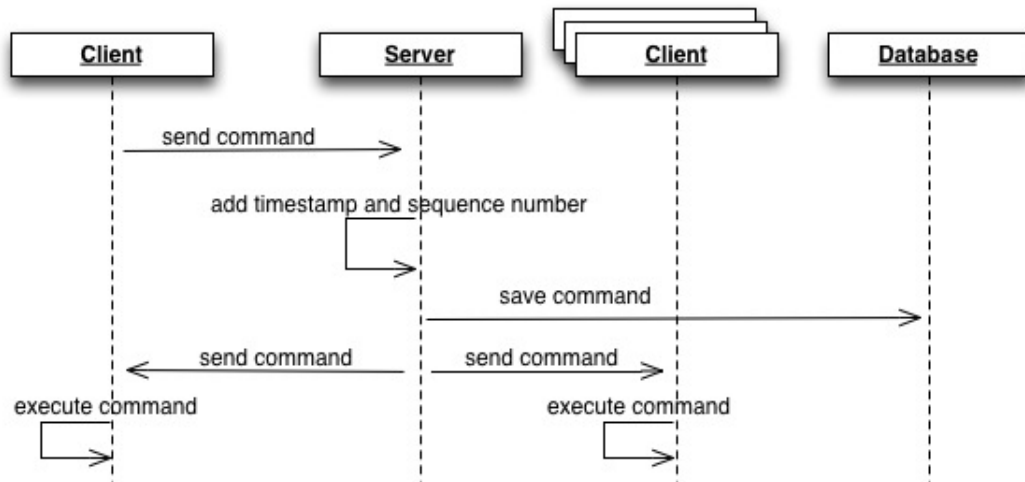 Client
Server
Client
Database
send command
add timestamp and sequence number
save command
send command
send command
execute command
execute command